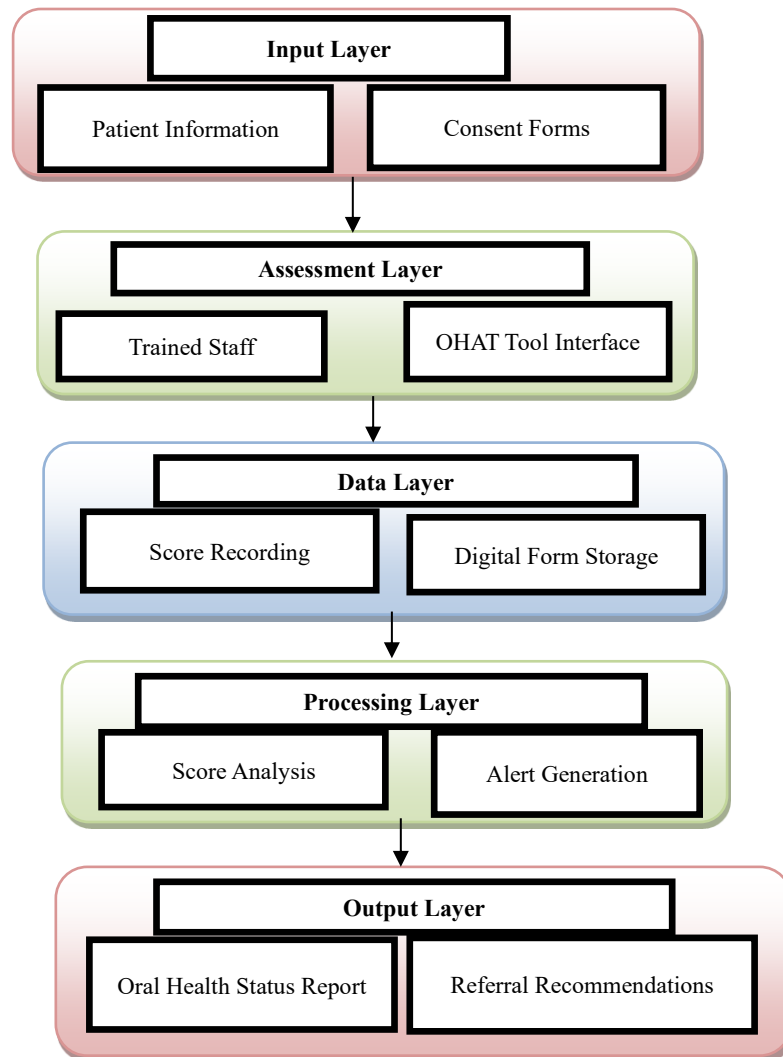 Input Layer
Patient Information
Consent Forms
Assessment Layer
Trained Staff
OHAT Tool Interface
Data Layer
Score Recording
Digital Form Storage
Processing Layer
Score Analysis
Alert Generation
Output Layer
Oral Health Status Report
Referral Recommendations